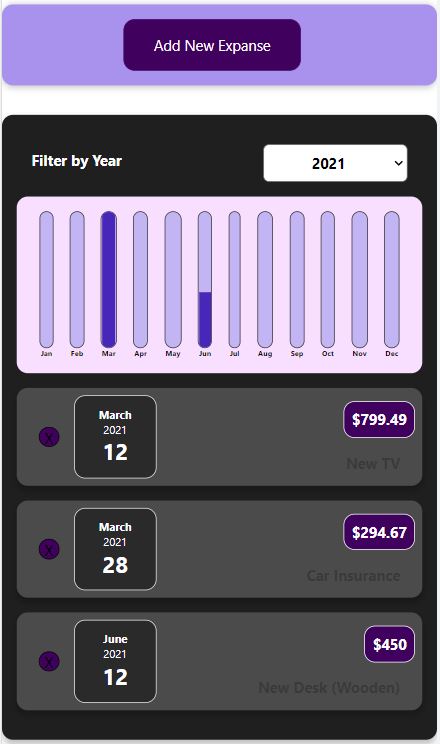 Add New Expanse
Filter by Year
2021
Jan Feb Mar Apr May Jun Jul Aug Sep Oct Nov Dec
X
March
2021
12
$799.49
New TV
X
March
2021
28
$294.67
Car Insurance
X
June
2021
12
$450
New Desk (Wooden)